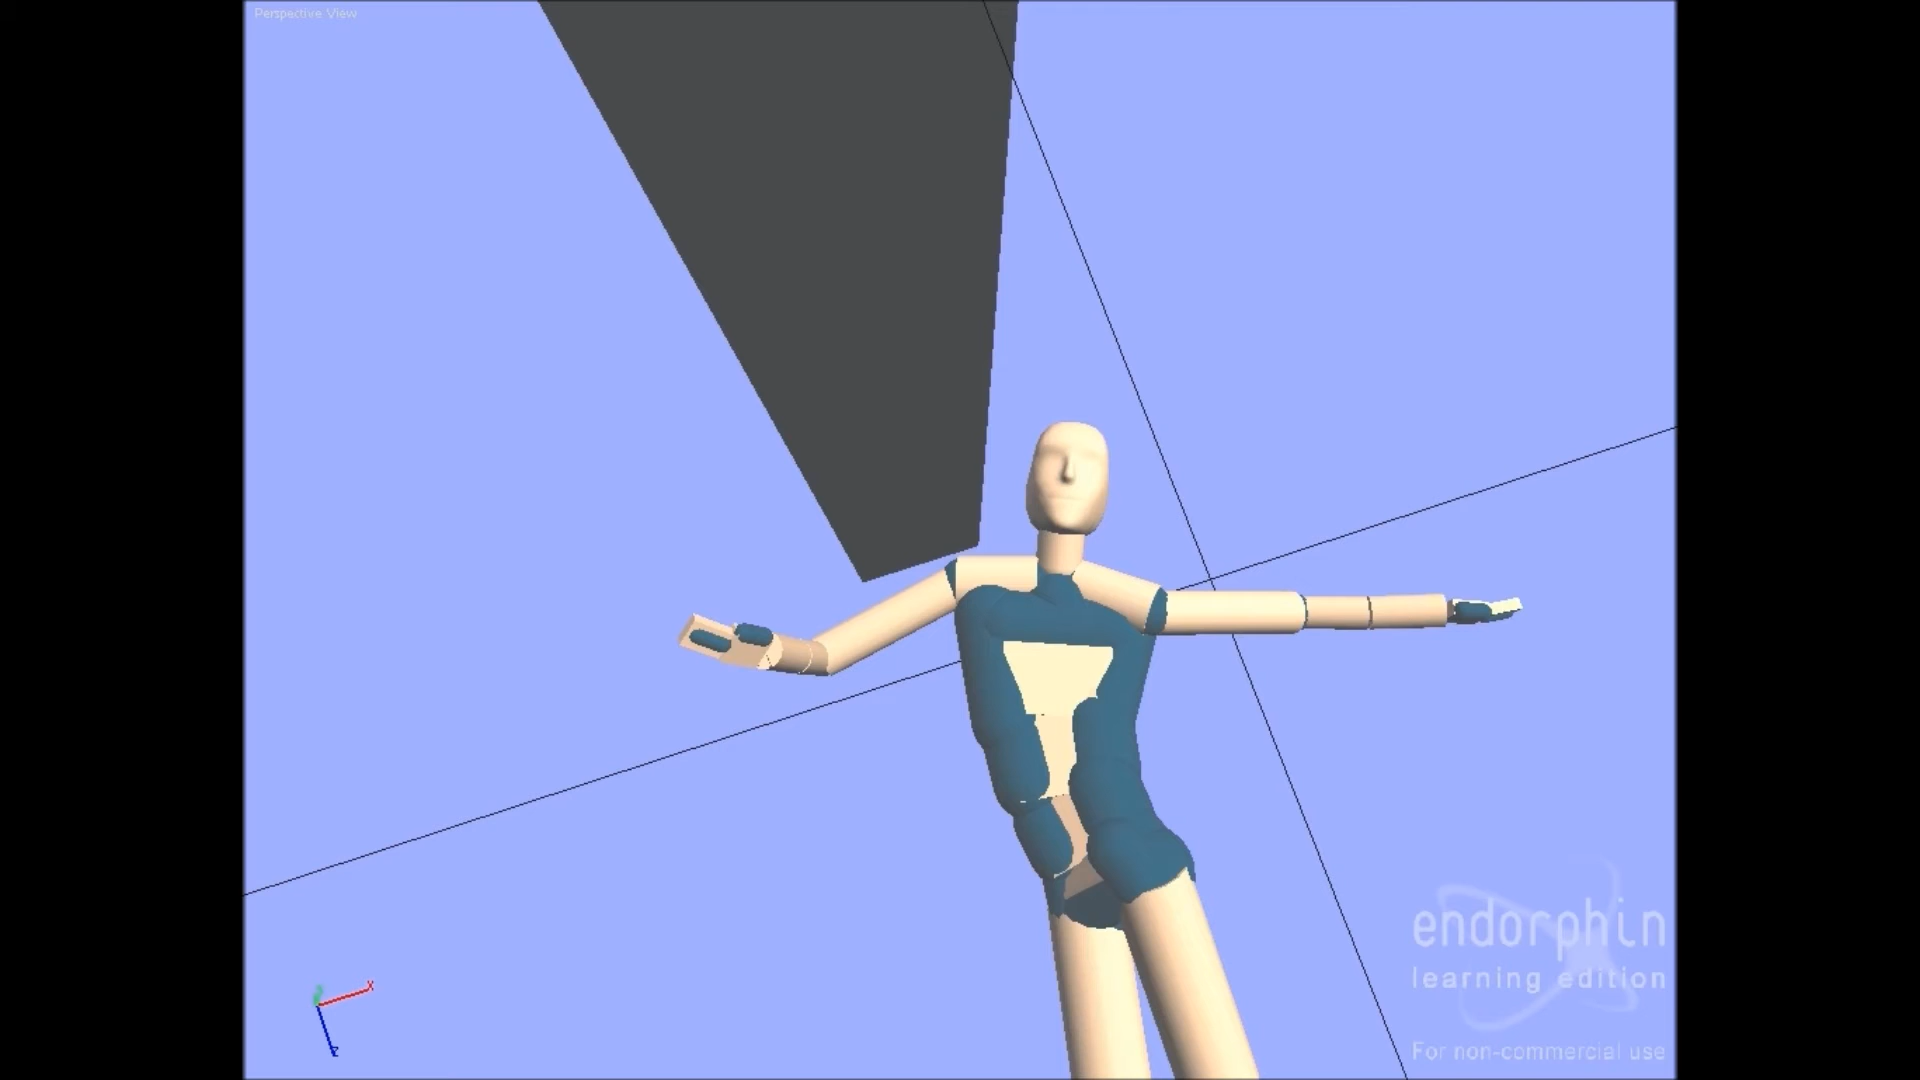 Perspective View
endorphin
learning edition
For non-commercial use
X
Z